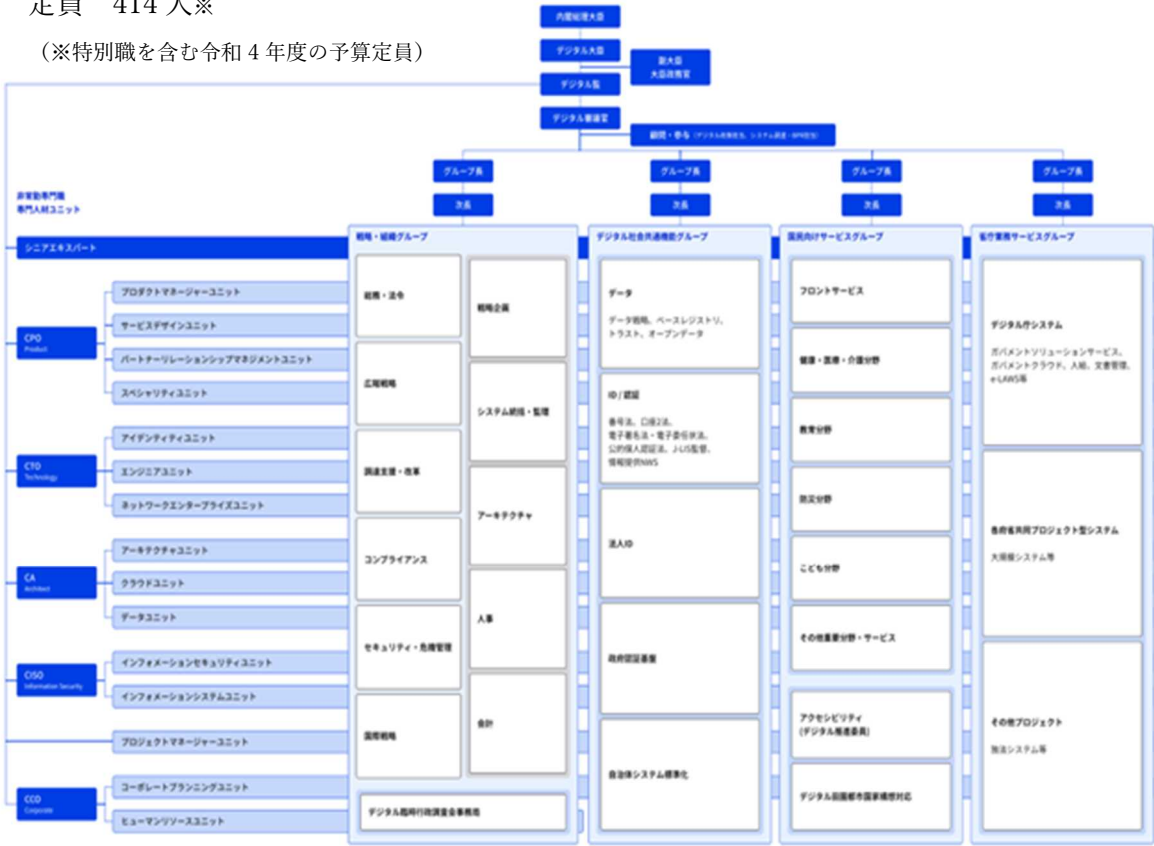 定員 414 人※
（※特別職を含む令和 4 年度の予算定員）
内閣総理大臣
デジタル大臣
副大臣
大臣政務官
デジタル監
デジタル審議官
顧問・参与
グループ長
グループ長
グループ長
グループ長
次長
次長
次長
次長
非常勤専門職
専門人材ユニット
シニアエキスパート
CPO
Product
プロダクトマネージャーユニット
サービスデザインユニット
パートナーリレーションシップマネジメントユニット
スペシャリティユニット
CTO
Technology
アイデンティティユニット
エンジニアユニット
ネットワークエンタープライズユニット
CA
Architect
アーキテクチャユニット
クラウドユニット
データユニット
CISO
Information Security
インフォメーションセキュリティユニット
インフォメーションシステムユニット
プロジェクトマネージャーユニット
CCO
Corporate
コーポレートプランニングユニット
ヒューマンリソースユニット
戦略・組織グループ
総務・法令
広報戦略
調達支援・改革
コンプライアンス
セキュリティ・危機管理
国際戦略
戦略企画
システム統括・監理
アーキテクチャ
人事
会計
デジタル臨時行政調査会事務局
デジタル社会共通機能グループ
データ
データ戦略、ベースレジストリ、
トラスト、オープンデータ
ID / 認証
番号法、口座2法、
電子署名法・電子委任状法、
公的個人認証法、J-LIS監督、
情報提供NWS
法人ID
政府認証基盤
自治体システム標準化
国民向けサービスグループ
フロントサービス
健康・医療・介護分野
教育分野
防災分野
こども分野
その他重要分野・サービス
アクセシビリティ
(デジタル推進委員)
デジタル田園都市国家構想対応
省庁業務サービスグループ
デジタル庁システム
ガバメントソリューションサービス、
ガバメントクラウド、人給、文書管理、
e-LAWS等
各府省共同プロジェクト型システム
大規模システム等
その他プロジェクト
独法システム等